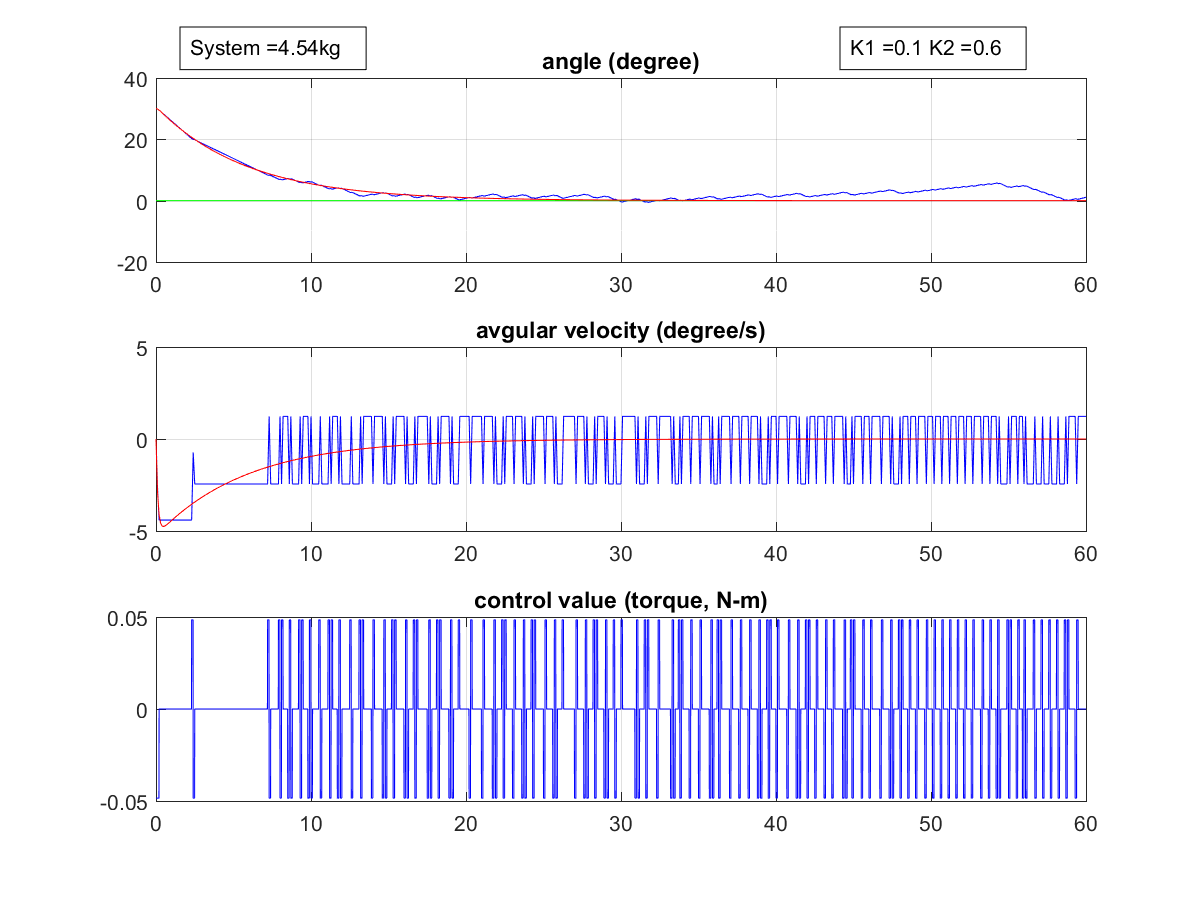 System =4.54kg
K1 =0.1 K2 =0.6
angle (degree)
40
20
0
-20
0 10 20 30 40 50 60
avgular velocity (degree/s)
5
0
-5
0 10 20 30 40 50 60
control value (torque, N-m)
0.05
0
-0.05
0 10 20 30 40 50 60